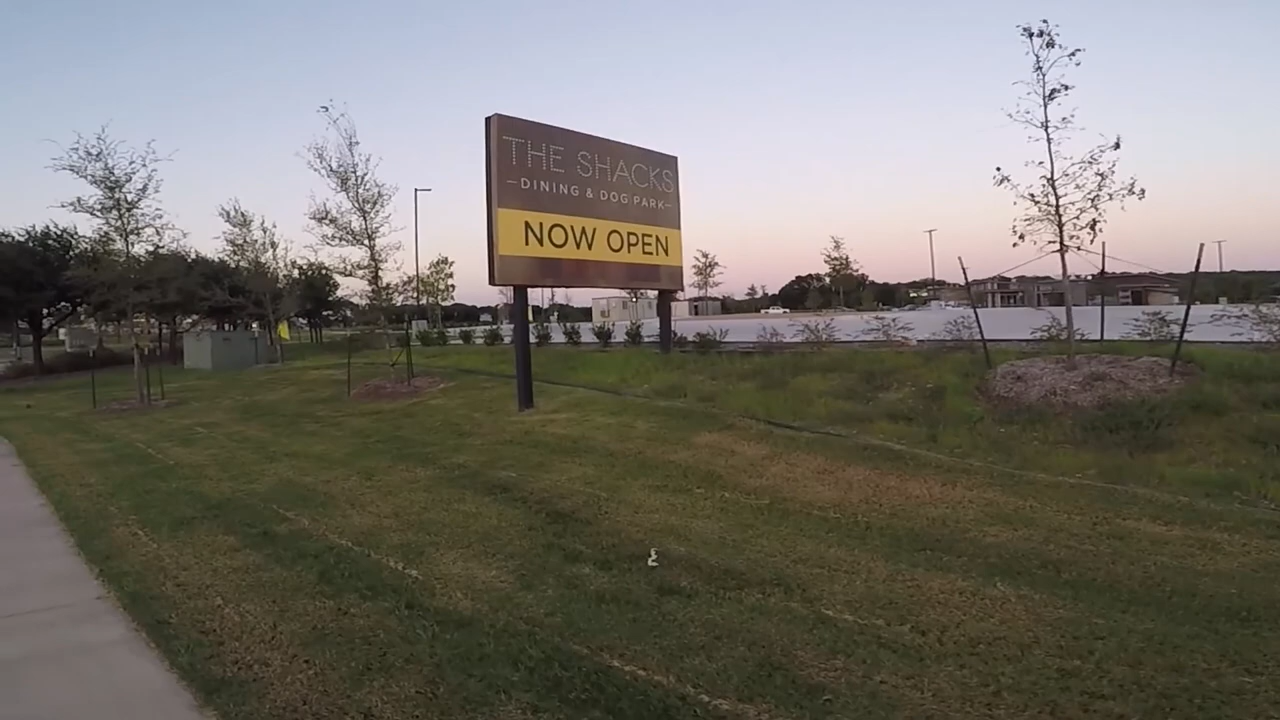 THE SHACKS
—DINING & DOG PARK—
NOW OPEN